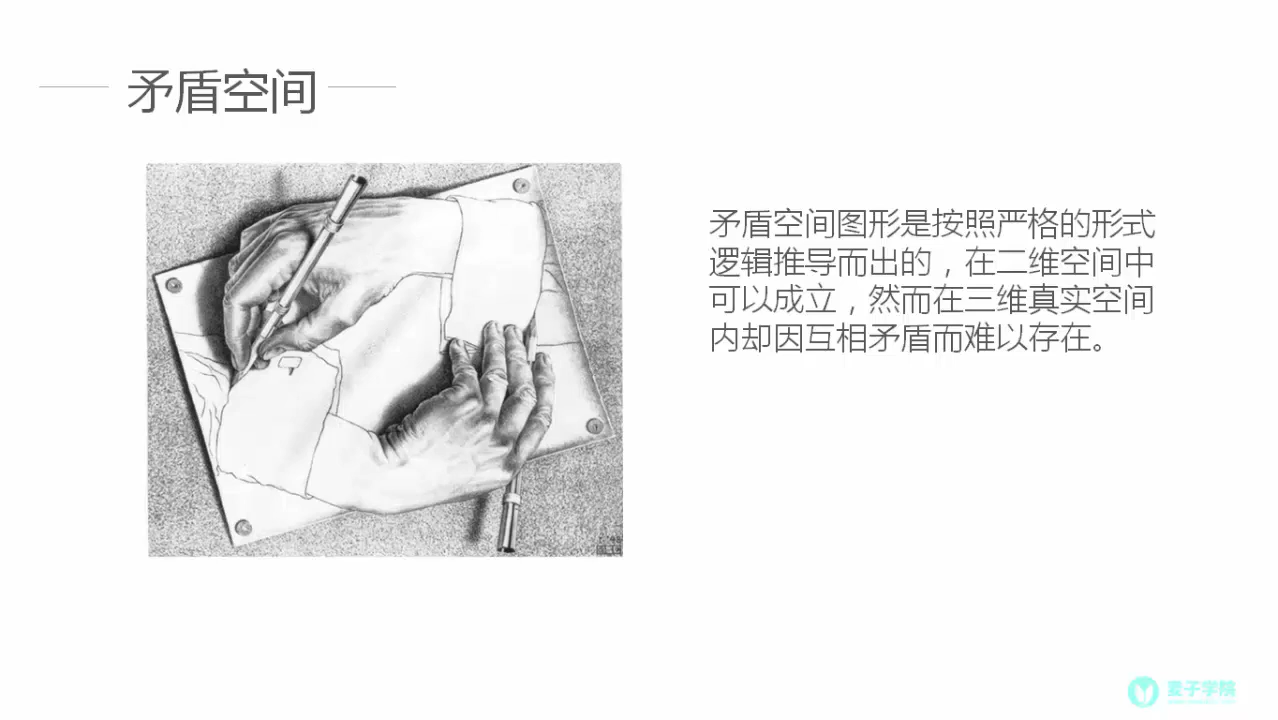 矛盾空间
矛盾空间图形是按照严格的形式
逻辑推导而出的，在二维空间中
可以成立，然而在三维真实空间
内却因互相矛盾而难以存在。
麦子学院